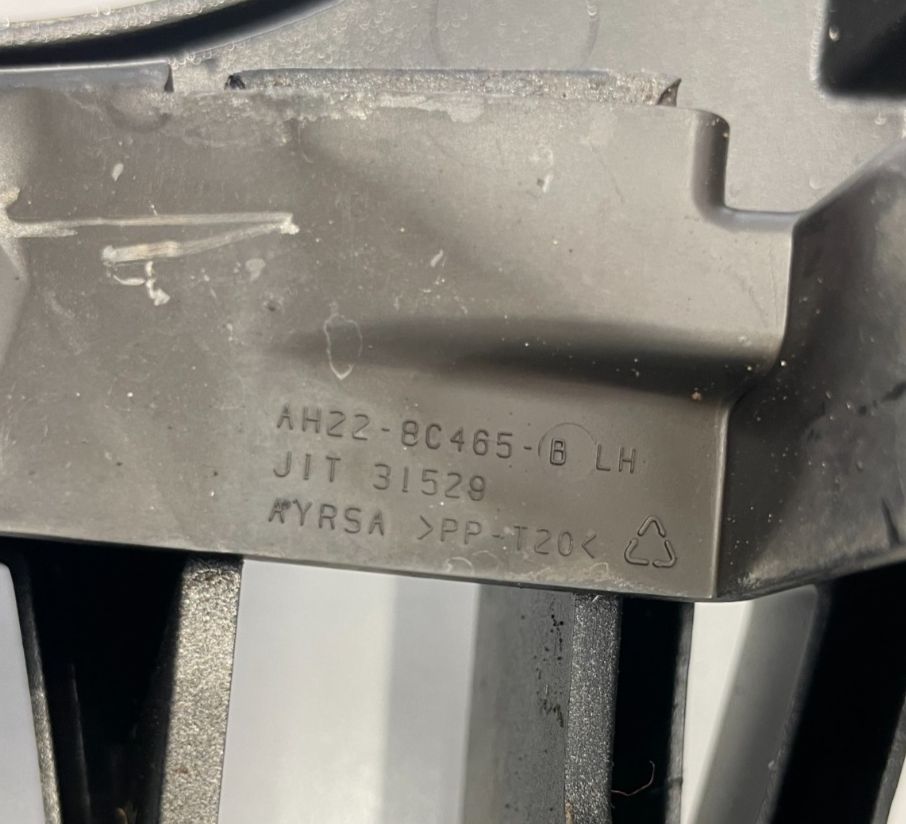 AH22-8C465-B LH
JIT 31529
AYRSA >PP-T20<